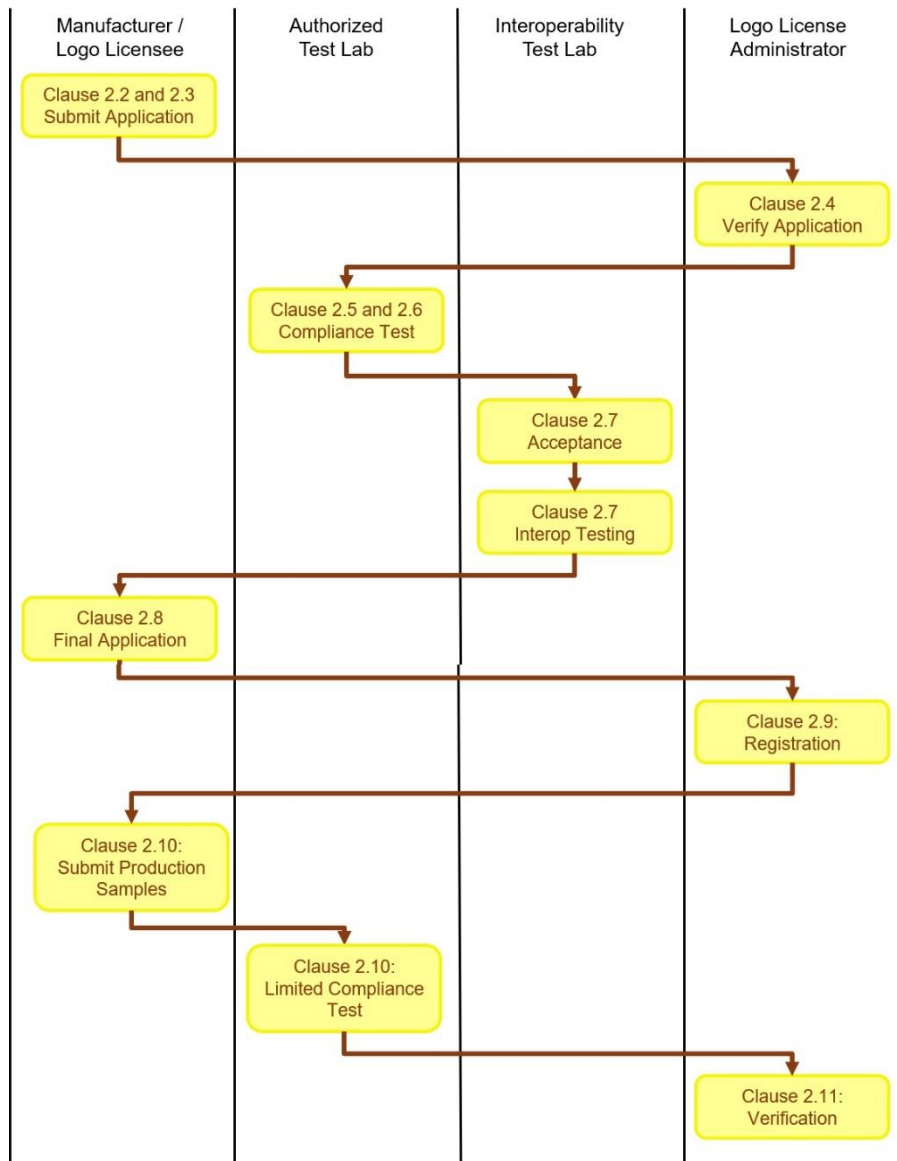 Manufacturer /
Logo Licensee
Authorized
Test Lab
Interoperability
Test Lab
Logo License
Administrator
Clause 2.2 and 2.3
Submit Application
Clause 2.4
Verify Application
Clause 2.5 and 2.6
Compliance Test
Clause 2.7
Acceptance
Clause 2.7
Interop Testing
Clause 2.8
Final Application
Clause 2.9:
Registration
Clause 2.10:
Submit Production
Samples
Clause 2.10:
Limited Compliance
Test
Clause 2.11:
Verification